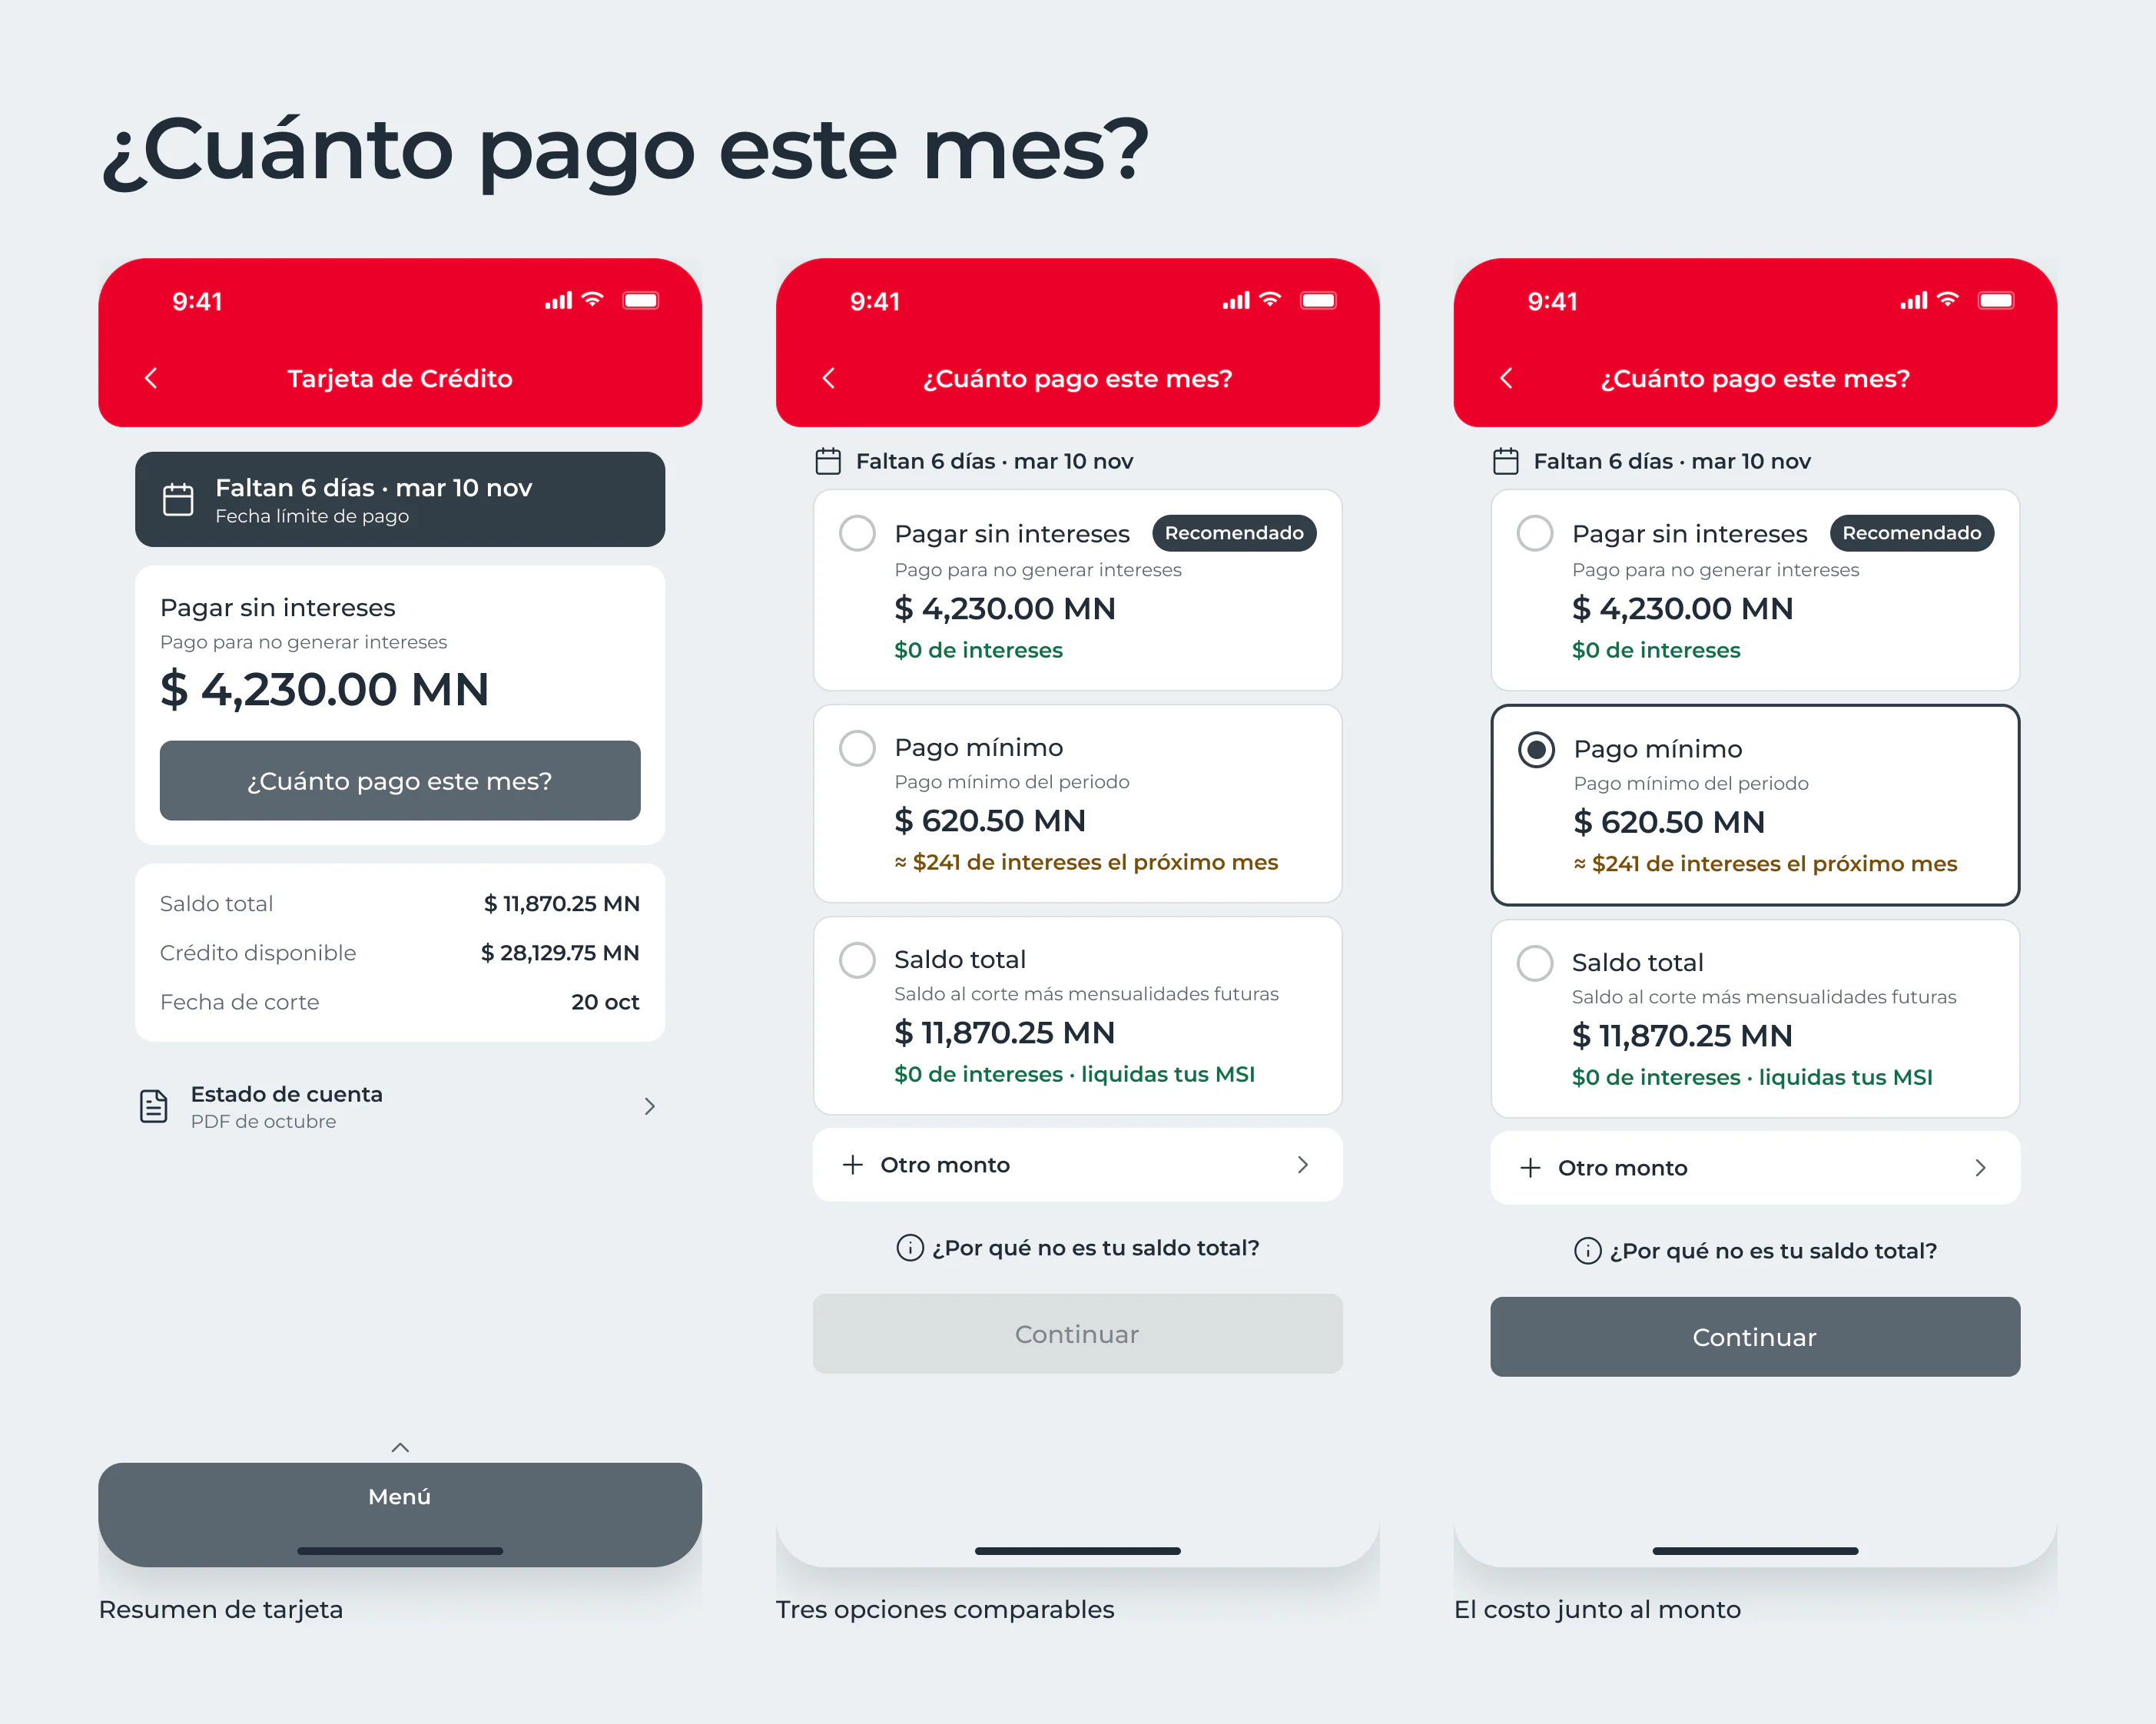 ¿Cuánto pago este mes?
9:41
Tarjeta de Crédito
Faltan 6 días · mar 10 nov
Fecha límite de pago
Pagar sin intereses
Pago para no generar intereses
$ 4,230.00 MN
¿Cuánto pago este mes?
Saldo total $ 11,870.25 MN
Crédito disponible $ 28,129.75 MN
Fecha de corte 20 oct
Estado de cuenta
PDF de octubre
Menú
Resumen de tarjeta
9:41
¿Cuánto pago este mes?
Faltan 6 días · mar 10 nov
Pagar sin intereses Recomendado
Pago para no generar intereses
$ 4,230.00 MN
$0 de intereses
Pago mínimo
Pago mínimo del periodo
$ 620.50 MN
≈ $241 de intereses el próximo mes
Saldo total
Saldo al corte más mensualidades futuras
$ 11,870.25 MN
$0 de intereses · liquidas tus MSI
Otro monto
¿Por qué no es tu saldo total?
Continuar
Tres opciones comparables
9:41
¿Cuánto pago este mes?
Faltan 6 días · mar 10 nov
Pagar sin intereses Recomendado
Pago para no generar intereses
$ 4,230.00 MN
$0 de intereses
Pago mínimo
Pago mínimo del periodo
$ 620.50 MN
≈ $241 de intereses el próximo mes
Saldo total
Saldo al corte más mensualidades futuras
$ 11,870.25 MN
$0 de intereses · liquidas tus MSI
Otro monto
¿Por qué no es tu saldo total?
Continuar
El costo junto al monto